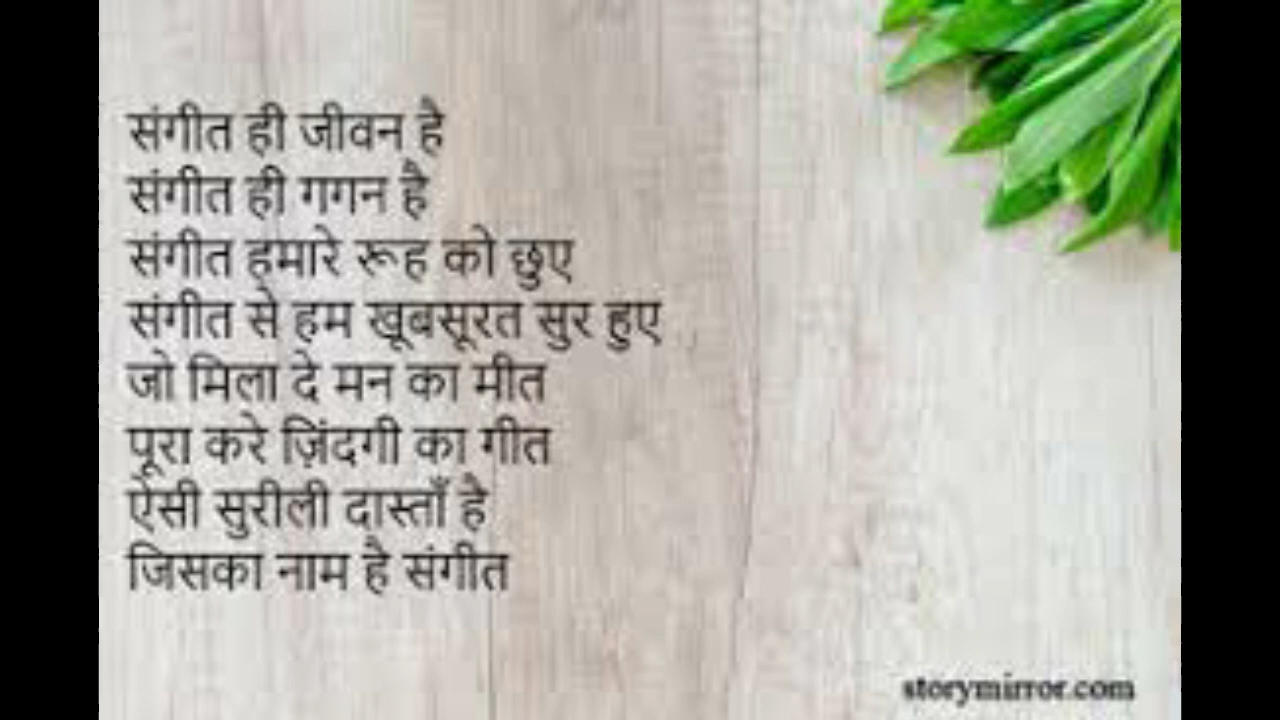 संगीत ही जीवन है
संगीत ही गगन है
संगीत हमारे रूह को छुए
संगीत से हम खूबसूरत सुर हुए
जो मिला दे मन का मीत
पूरा करे ज़िंदगी का गीत
ऐसी सुरीली दास्ताँ है
जिसका नाम है संगीत
storymirror.com